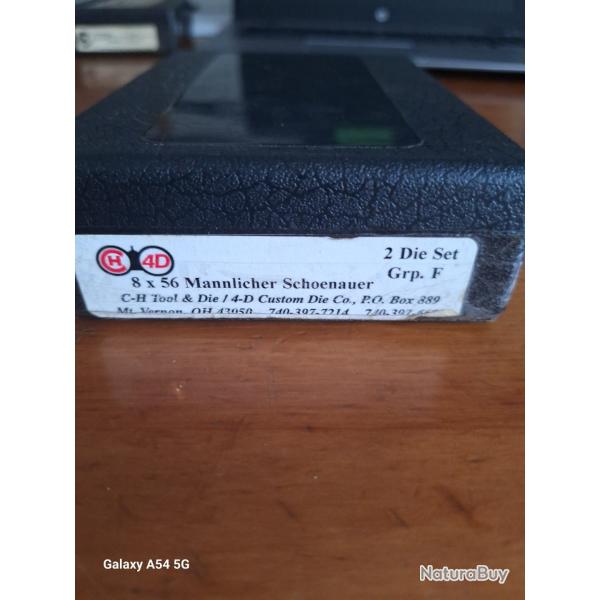 CH 4D
2 Die Set
Grp. F
8 x 56 Mannlicher Schoenauer
C-H Tool & Die / 4-D Custom Die Co., P.O. Box 889
Mt. Vernon, OH 43050 740-397-7214
Galaxy A54 5G
NaturaBuy